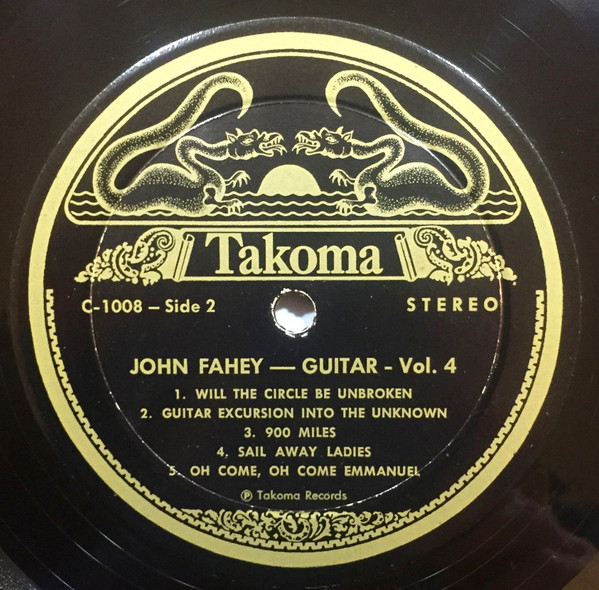 Takoma
C-1008 – Side 2
STEREO
JOHN FAHEY — GUITAR - Vol. 4
1. WILL THE CIRCLE BE UNBROKEN
2. GUITAR EXCURSION INTO THE UNKNOWN
3. 900 MILES
4. SAIL AWAY LADIES
5. OH COME, OH COME EMMANUEL
℗ Takoma Records